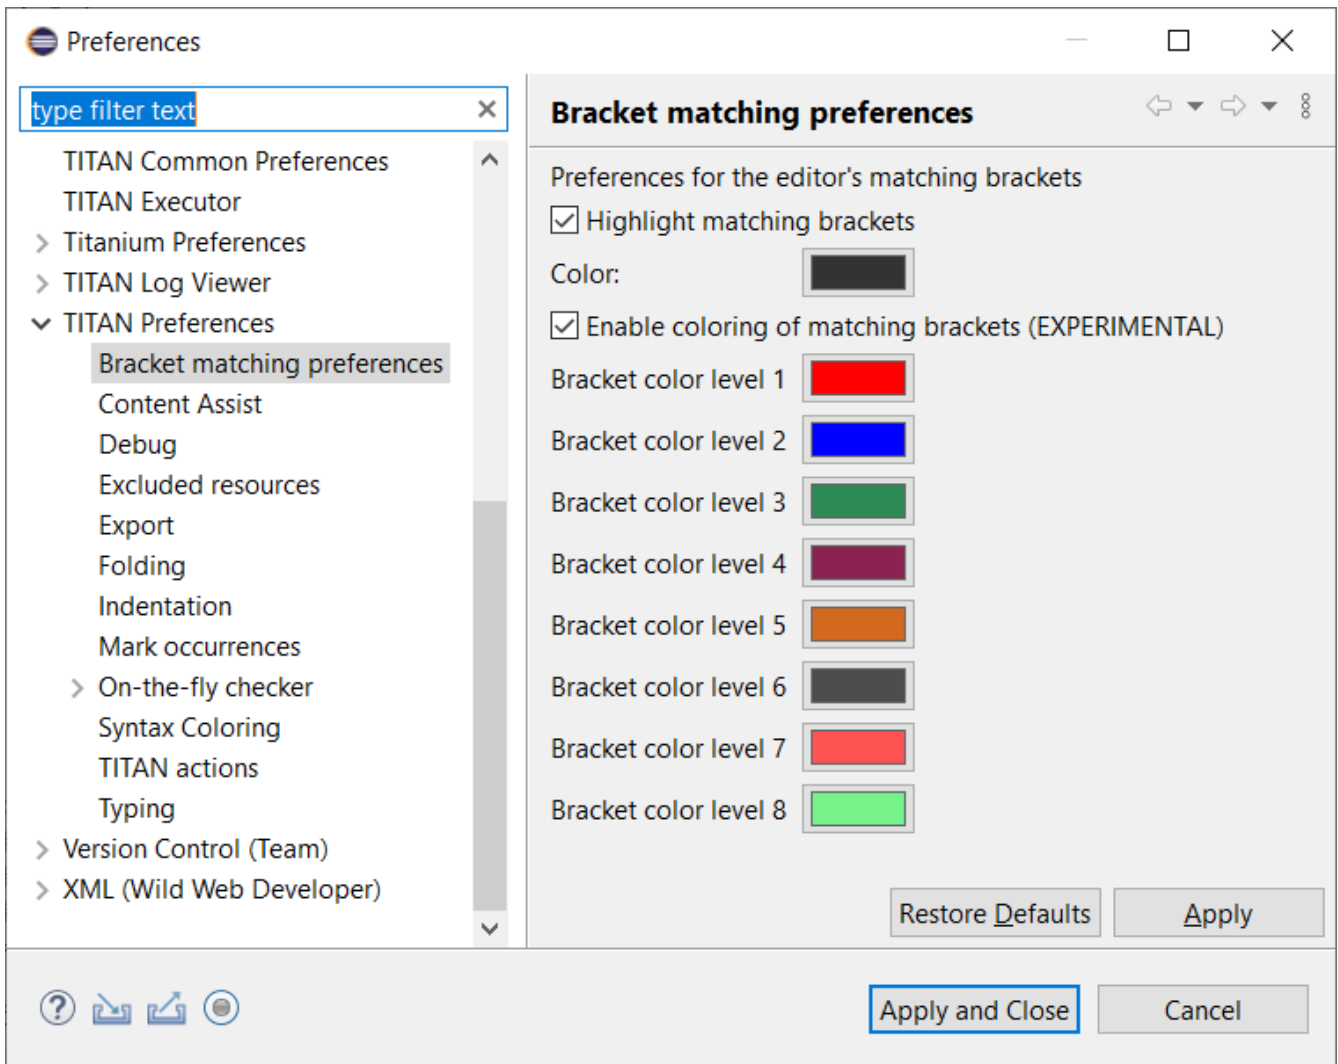 Preferences
type filter text
TITAN Common Preferences
TITAN Executor
Titanium Preferences
TITAN Log Viewer
TITAN Preferences
Bracket matching preferences
Content Assist
Debug
Excluded resources
Export
Folding
Indentation
Mark occurrences
On-the-fly checker
Syntax Coloring
TITAN actions
Typing
Version Control (Team)
XML (Wild Web Developer)
Bracket matching preferences
Preferences for the editor's matching brackets
Highlight matching brackets
Color:
Enable coloring of matching brackets (EXPERIMENTAL)
Bracket color level 1
Bracket color level 2
Bracket color level 3
Bracket color level 4
Bracket color level 5
Bracket color level 6
Bracket color level 7
Bracket color level 8
Restore Defaults
Apply
Apply and Close
Cancel